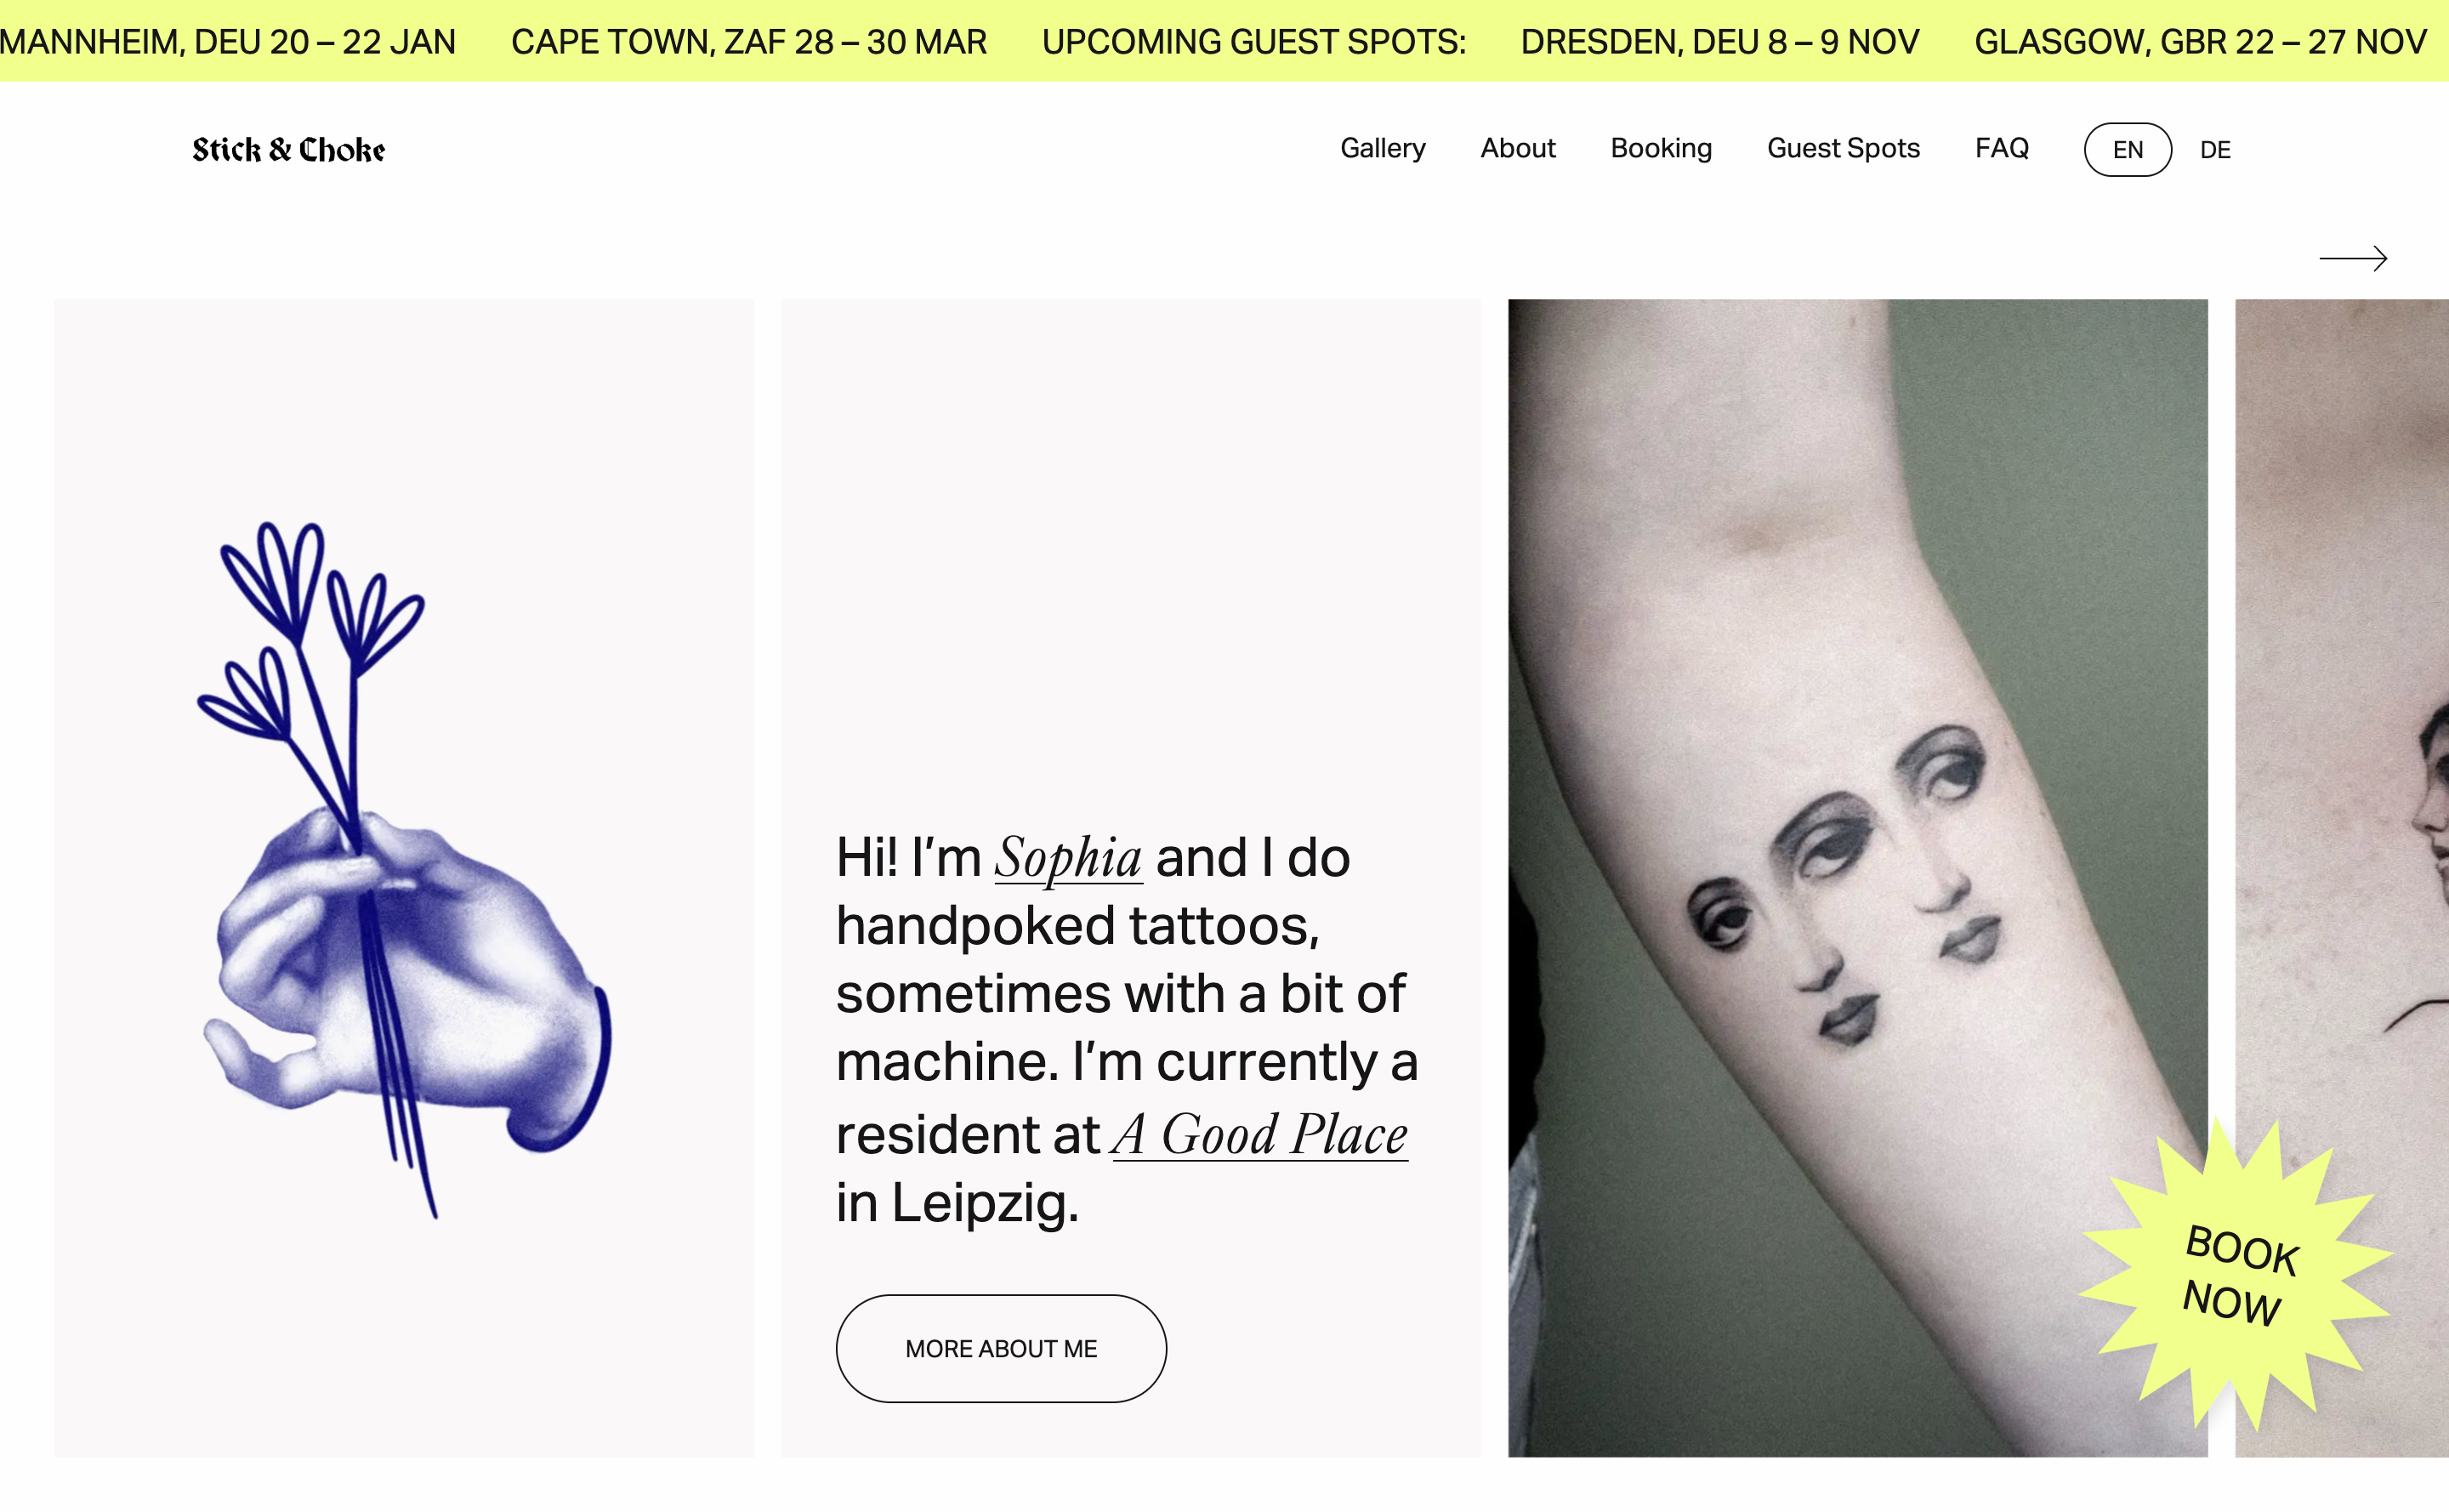 MANNHEIM, DEU 20 – 22 JAN CAPE TOWN, ZAF 28 – 30 MAR UPCOMING GUEST SPOTS: DRESDEN, DEU 8 – 9 NOV GLASGOW, GBR 22 – 27 NOV
Stick & Choke Gallery About Booking Guest Spots FAQ EN DE
Hi! I’m Sophia and I do
handpoked tattoos,
sometimes with a bit of
machine. I’m currently a
resident at A Good Place
in Leipzig.
MORE ABOUT ME
BOOK
NOW